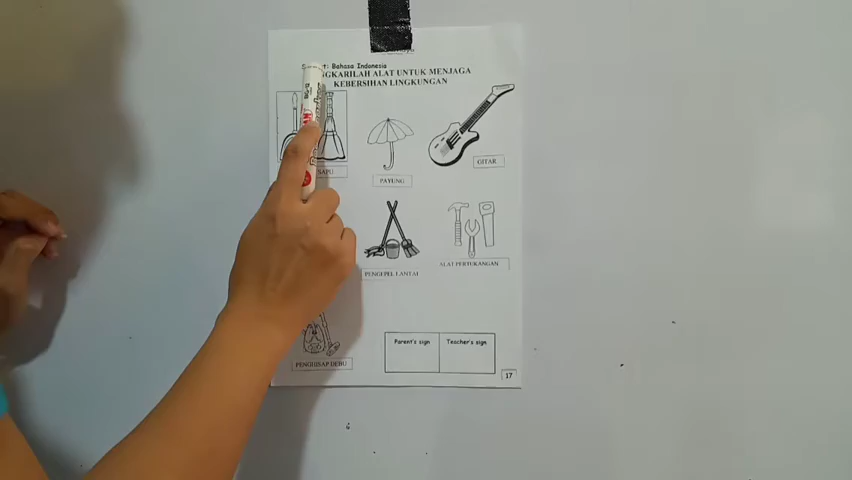 Bahasa Indonesia
ALAT UNTUK MENJAGA
KEBERSIHAN LINGKUNGAN
SAPU
PAYUNG
GITAR
PENGEPEL LANTAI
ALAT PERTUKANGAN
PENGHISAP DEBU
Parent's sign
Teacher's sign
17